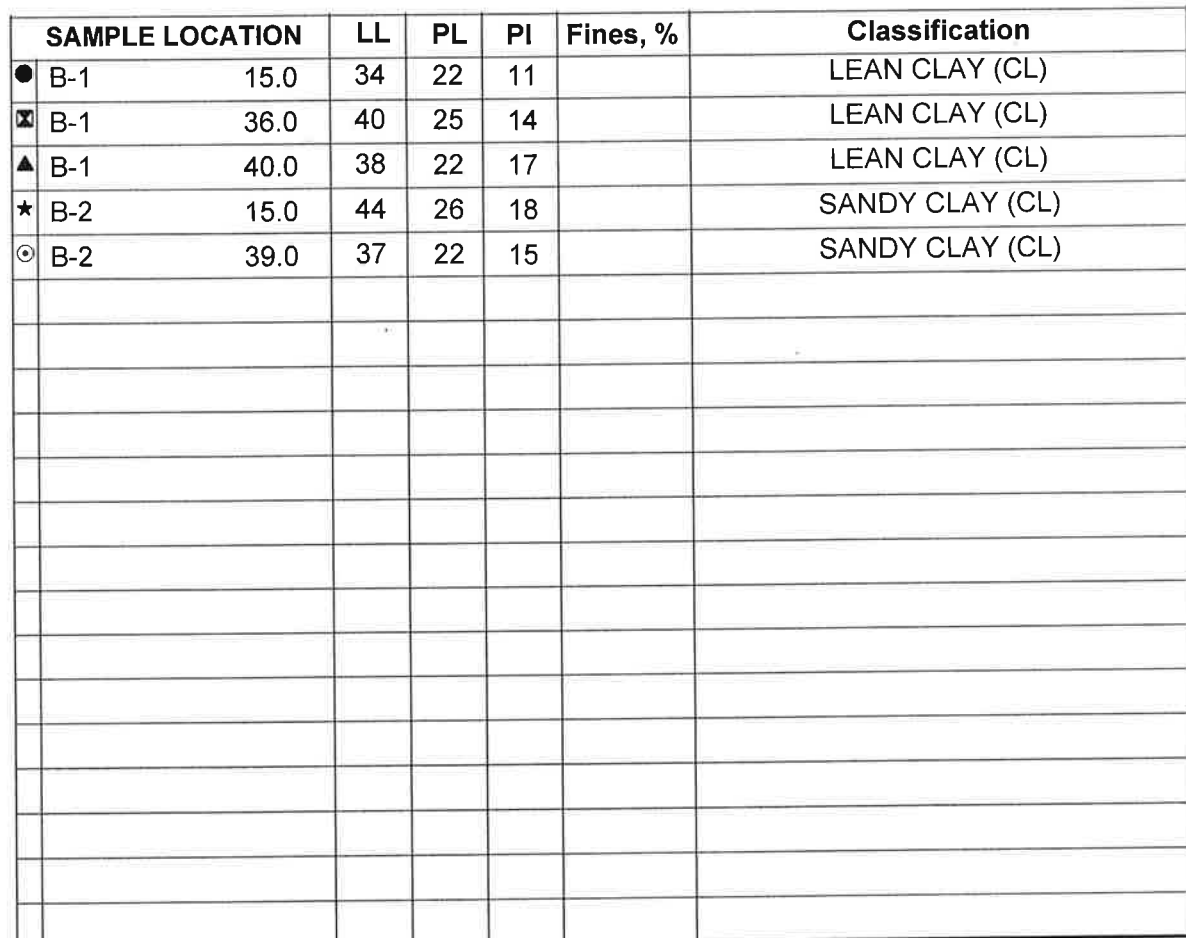 SAMPLE LOCATION LL PL PI Fines, % Classification
B-1 15.0 34 22 11 LEAN CLAY (CL)
B-1 36.0 40 25 14 LEAN CLAY (CL)
B-1 40.0 38 22 17 LEAN CLAY (CL)
B-2 15.0 44 26 18 SANDY CLAY (CL)
B-2 39.0 37 22 15 SANDY CLAY (CL)